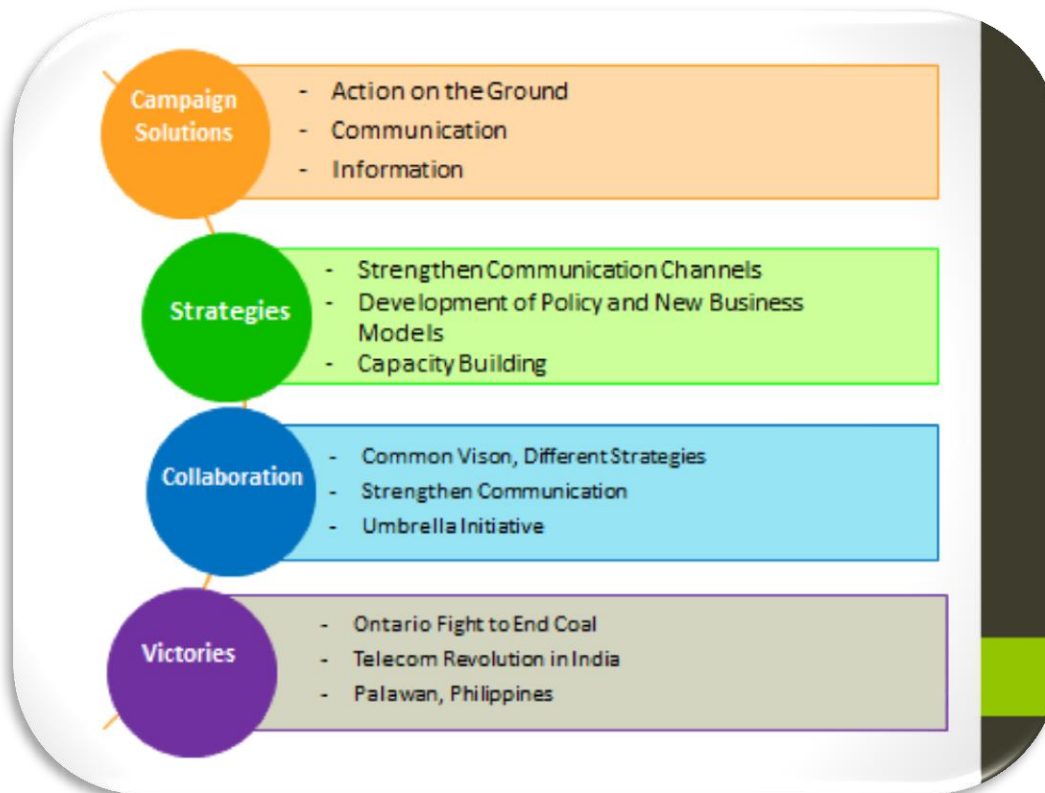 Campaign
Solutions
- Action on the Ground
- Communication
- Information
Strategies
- Strengthen Communication Channels
- Development of Policy and New Business
Models
- Capacity Building
Collaboration
- Common Vison, Different Strategies
- Strengthen Communication
- Umbrella Initiative
Victories
- Ontario Fight to End Coal
- Telecom Revolution in India
- Palawan, Philippines